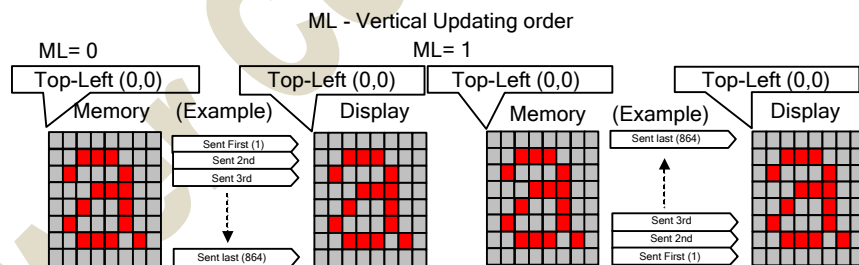 ML - Vertical Updating order
ML= 0
ML= 1
Top-Left (0,0)
Top-Left (0,0)
Top-Left (0,0)
Top-Left (0,0)
Memory
(Example)
Display
Memory
(Example)
Display
Sent First (1)
Sent 2nd
Sent 3rd
Sent last (864)
Sent last (864)
Sent 3rd
Sent 2nd
Sent First (1)